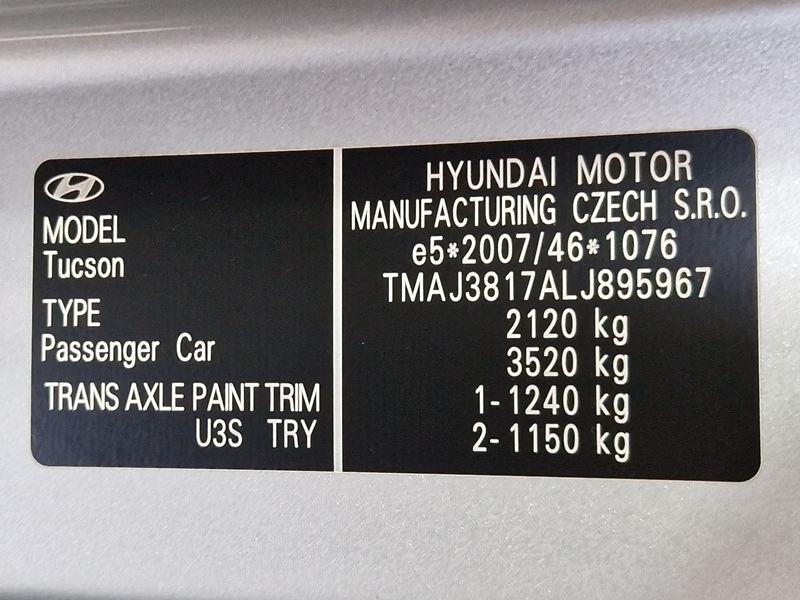 MODEL
Tucson
TYPE
Passenger Car
TRANS AXLE PAINT TRIM
U3S TRY
HYUNDAI MOTOR
MANUFACTURING CZECH S.R.O.
e5*2007/46*1076
TMAJ3817ALJ895967
2120 kg
3520 kg
1-1240 kg
2-1150 kg